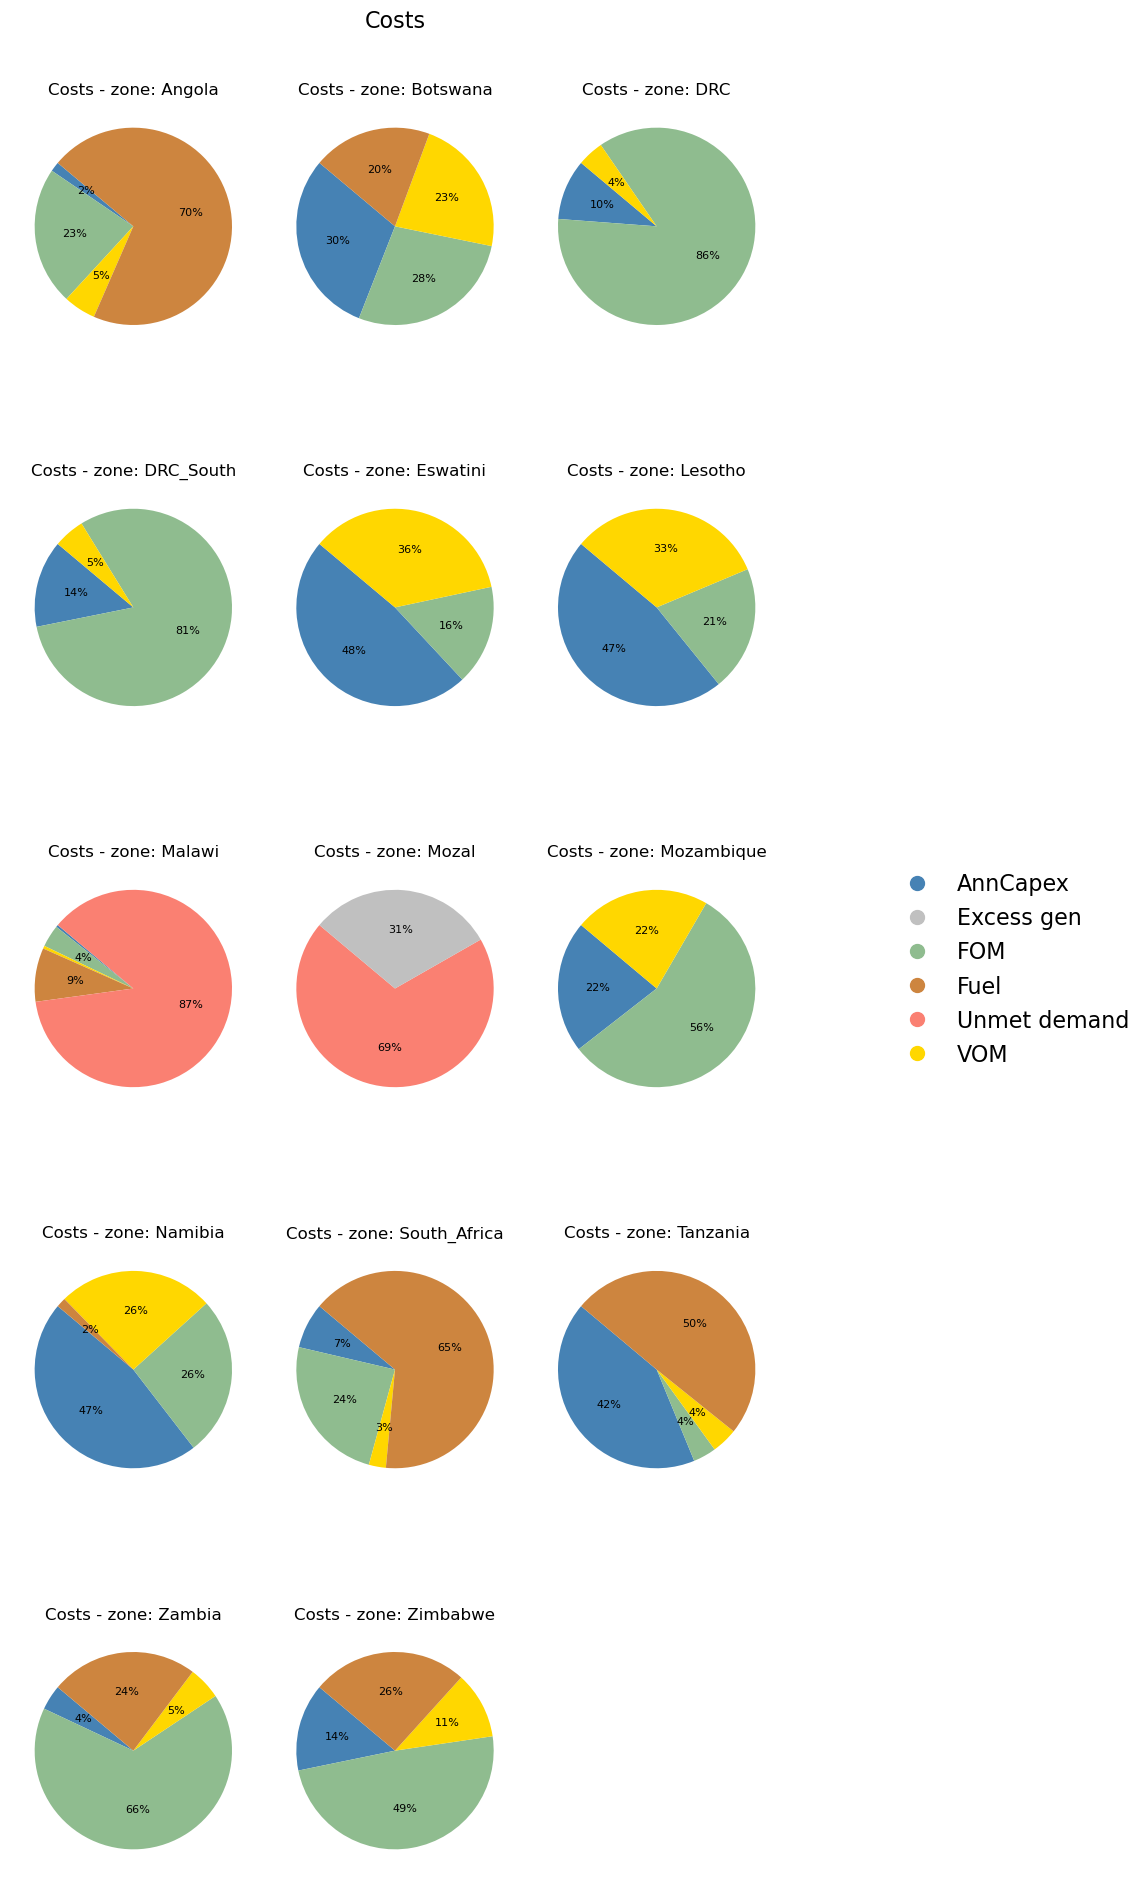 Costs
Costs - zone: Angola
2%
70%
23%
5%
Costs - zone: Botswana
20%
23%
30%
28%
Costs - zone: DRC
4%
10%
86%
Costs - zone: DRC_South
5%
14%
81%
Costs - zone: Eswatini
36%
16%
48%
Costs - zone: Lesotho
33%
21%
47%
Costs - zone: Malawi
4%
9%
87%
Costs - zone: Mozal
31%
69%
Costs - zone: Mozambique
22%
22%
56%
AnnCapex
Excess gen
FOM
Fuel
Unmet demand
VOM
Costs - zone: Namibia
26%
2%
26%
47%
Costs - zone: South_Africa
7%
65%
24%
3%
Costs - zone: Tanzania
50%
42%
4%
4%
Costs - zone: Zambia
24%
5%
4%
66%
Costs - zone: Zimbabwe
26%
11%
14%
49%